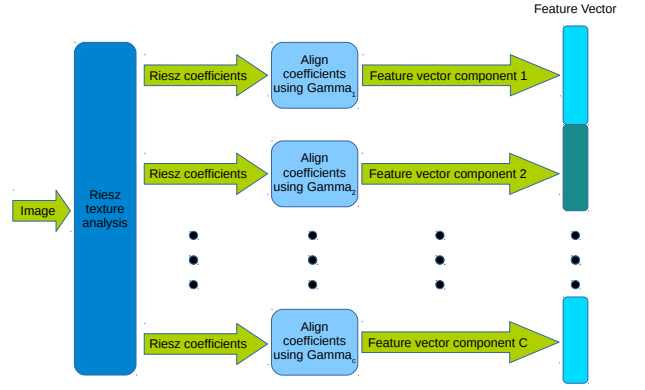 Feature Vector
Riesz coefficients
Align
coefficients
using Gamma1
Feature vector component 1
Riesz coefficients
Align
coefficients
using Gamma2
Feature vector component 2
Image
Riesz
texture
analysis
Riesz coefficients
Align
coefficients
using Gammac
Feature vector component C